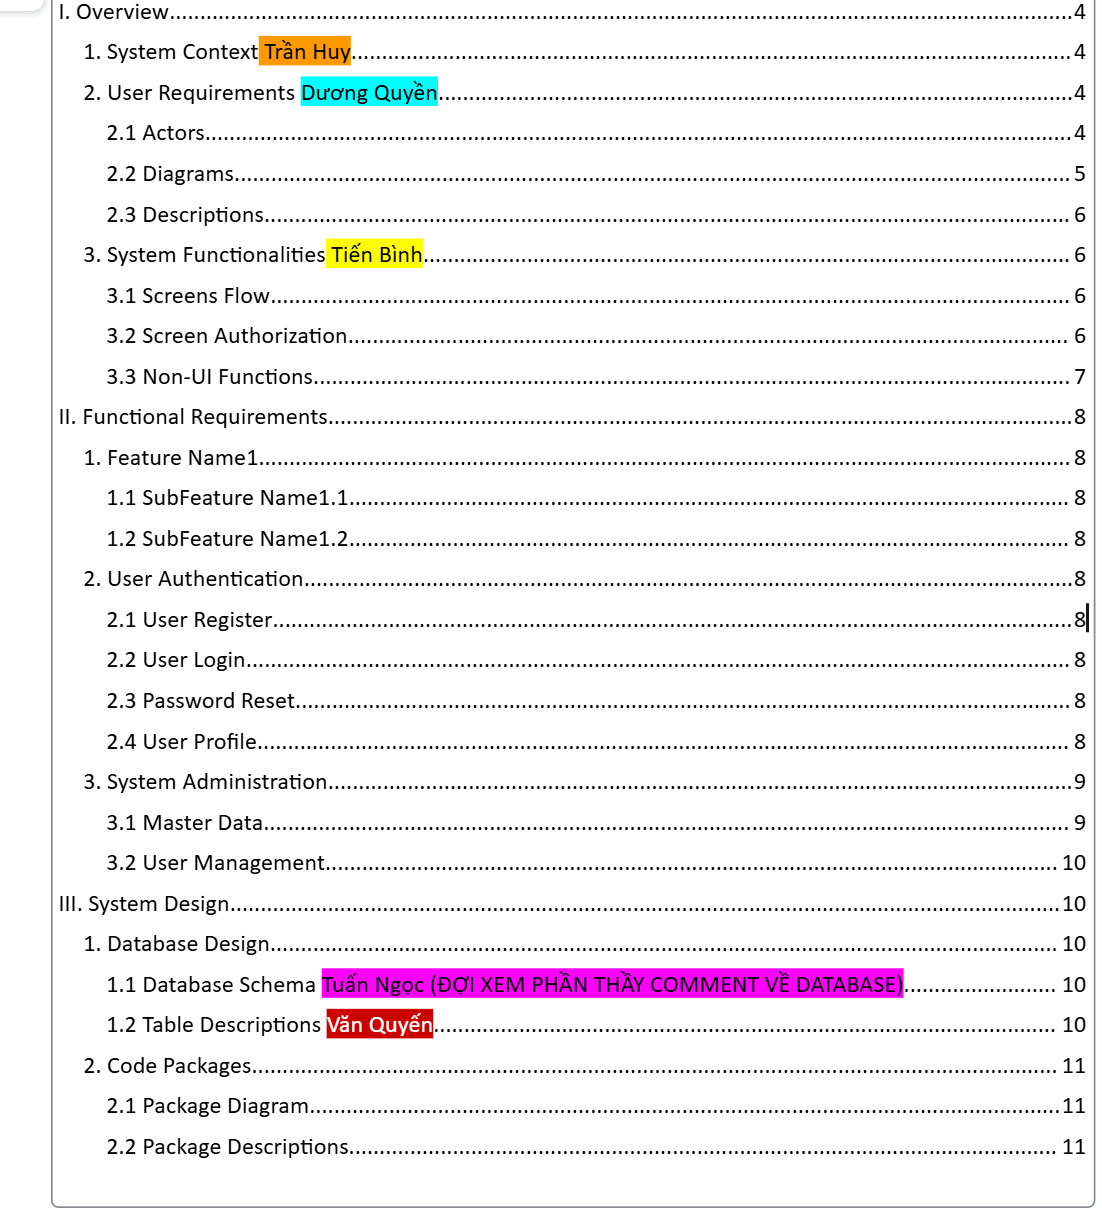 I. Overview........................................4
1. System Context Trần Huy........................................4
2. User Requirements Dương Quyền........................................4
2.1 Actors........................................4
2.2 Diagrams........................................5
2.3 Descriptions........................................6
3. System Functionalities Tiến Bình........................................6
3.1 Screens Flow........................................6
3.2 Screen Authorization........................................6
3.3 Non-UI Functions........................................7
II. Functional Requirements........................................8
1. Feature Name1........................................8
1.1 SubFeature Name1.1........................................8
1.2 SubFeature Name1.2........................................8
2. User Authentication........................................8
2.1 User Register........................................8
2.2 User Login........................................8
2.3 Password Reset........................................8
2.4 User Profile........................................8
3. System Administration........................................9
3.1 Master Data........................................9
3.2 User Management........................................10
III. System Design........................................10
1. Database Design........................................10
1.1 Database Schema Tuấn Ngọc (ĐỢI XEM PHẦN THẦY COMMENT VỀ DATABASE)........................................10
1.2 Table Descriptions Văn Quyến........................................10
2. Code Packages........................................11
2.1 Package Diagram........................................11
2.2 Package Descriptions........................................11